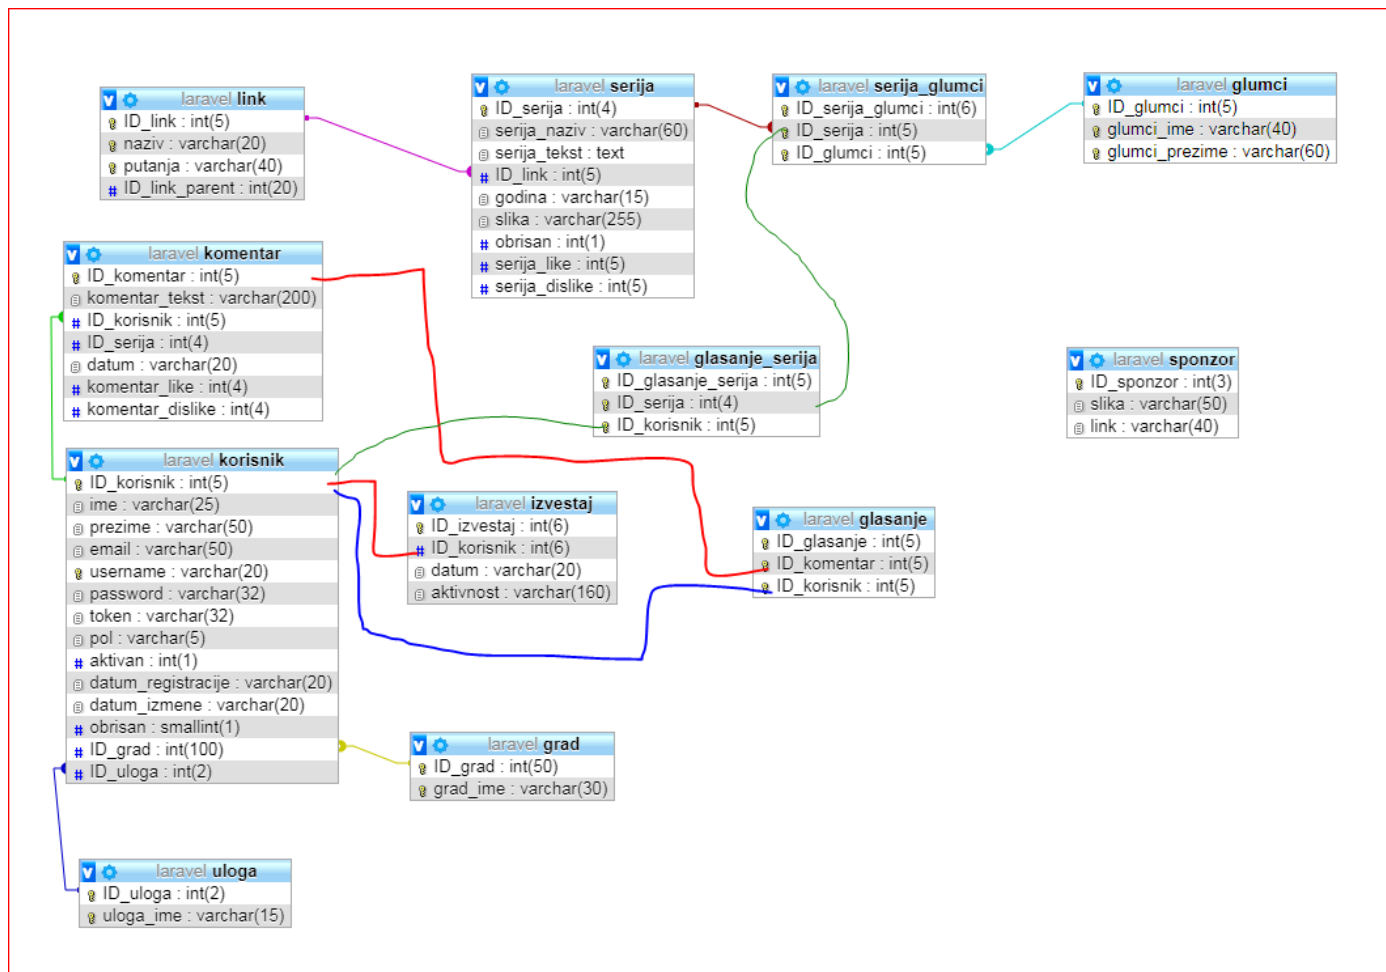 laravel link
ID_link : int(5)
naziv : varchar(20)
putanja : varchar(40)
# ID_link_parent : int(20)
laravel serija
ID_serija : int(4)
serija_naziv : varchar(60)
serija_tekst : text
# ID_link : int(5)
godina : varchar(15)
slika : varchar(255)
# obrisan : int(1)
# serija_like : int(5)
# serija_dislike : int(5)
laravel serija_glumci
ID_serija_glumci : int(6)
ID_serija : int(5)
ID_glumci : int(5)
laravel glumci
ID_glumci : int(5)
glumci_ime : varchar(40)
glumci_prezime : varchar(60)
laravel komentar
ID_komentar : int(5)
komentar_tekst : varchar(200)
# ID_korisnik : int(5)
# ID_serija : int(4)
datum : varchar(20)
# komentar_like : int(4)
# komentar_dislike : int(4)
laravel glasanje_serija
ID_glasanje_serija : int(5)
ID_serija : int(4)
ID_korisnik : int(5)
laravel sponzor
ID_sponzor : int(3)
slika : varchar(50)
link : varchar(40)
laravel korisnik
ID_korisnik : int(5)
ime : varchar(25)
prezime : varchar(50)
email : varchar(50)
username : varchar(20)
password : varchar(32)
token : varchar(32)
pol : varchar(5)
# aktivan : int(1)
datum_registracije : varchar(20)
datum_izmene : varchar(20)
# obrisan : smallint(1)
# ID_grad : int(100)
# ID_uloga : int(2)
laravel izvestaj
ID_izvestaj : int(6)
# ID_korisnik : int(6)
datum : varchar(20)
aktivnost : varchar(160)
laravel glasanje
ID_glasanje : int(5)
ID_komentar : int(5)
ID_korisnik : int(5)
laravel grad
ID_grad : int(50)
grad_ime : varchar(30)
laravel uloga
ID_uloga : int(2)
uloga_ime : varchar(15)